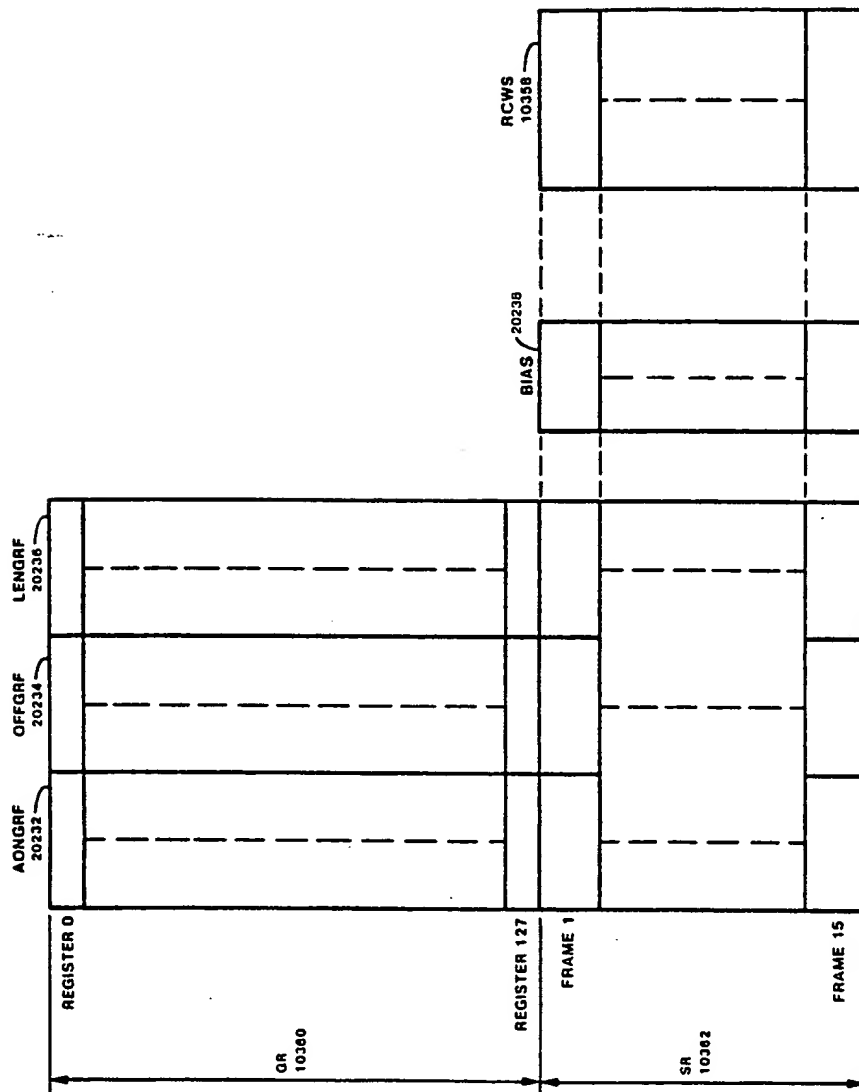 AONGRF
20232
OFFGRF
20234
LENGRF
20236
BIAS
20238
RCWS
10358
REGISTER 0
REGISTER 127
FRAME 1
FRAME 15
GR
10360
SR
10362